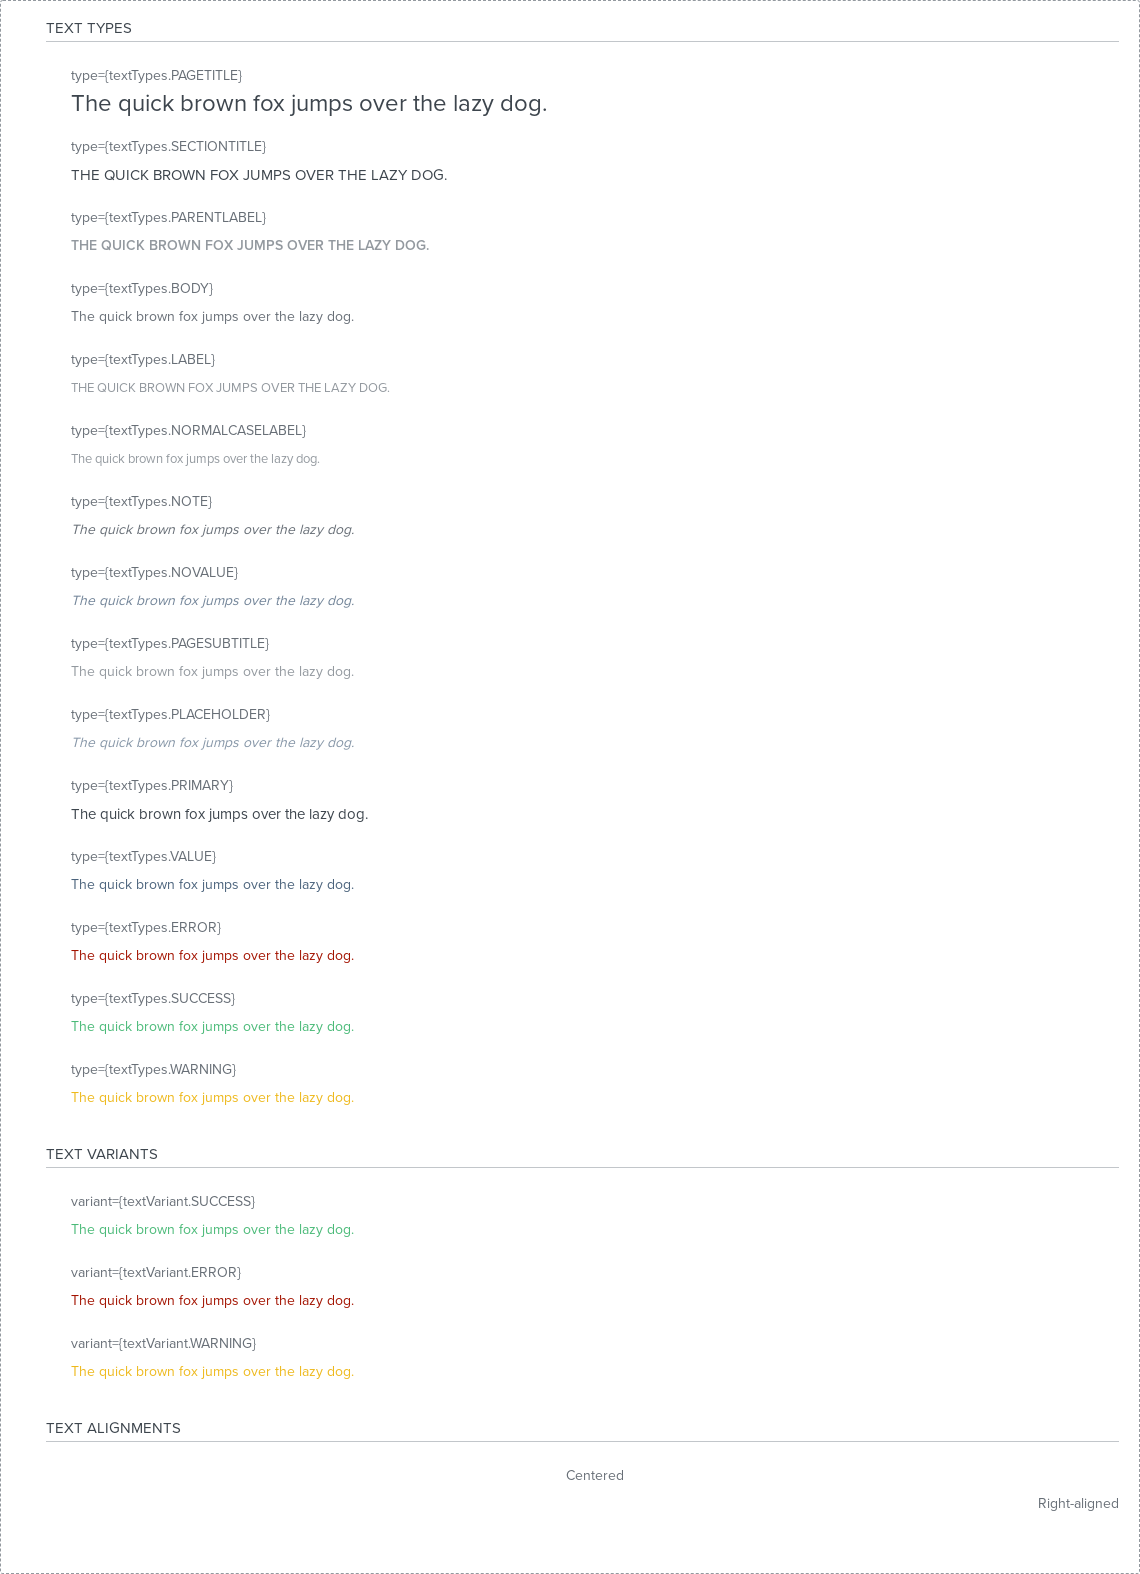 TEXT TYPES
type={textTypes.PAGETITLE}
The quick brown fox jumps over the lazy dog.
type={textTypes.SECTIONTITLE}
THE QUICK BROWN FOX JUMPS OVER THE LAZY DOG.
type={textTypes.PARENTLABEL}
THE QUICK BROWN FOX JUMPS OVER THE LAZY DOG.
type={textTypes.BODY}
The quick brown fox jumps over the lazy dog.
type={textTypes.LABEL}
THE QUICK BROWN FOX JUMPS OVER THE LAZY DOG.
type={textTypes.NORMALCASELABEL}
The quick brown fox jumps over the lazy dog.
type={textTypes.NOTE}
The quick brown fox jumps over the lazy dog.
type={textTypes.NOVALUE}
The quick brown fox jumps over the lazy dog.
type={textTypes.PAGESUBTITLE}
The quick brown fox jumps over the lazy dog.
type={textTypes.PLACEHOLDER}
The quick brown fox jumps over the lazy dog.
type={textTypes.PRIMARY}
The quick brown fox jumps over the lazy dog.
type={textTypes.VALUE}
The quick brown fox jumps over the lazy dog.
type={textTypes.ERROR}
The quick brown fox jumps over the lazy dog.
type={textTypes.SUCCESS}
The quick brown fox jumps over the lazy dog.
type={textTypes.WARNING}
The quick brown fox jumps over the lazy dog.
TEXT VARIANTS
variant={textVariant.SUCCESS}
The quick brown fox jumps over the lazy dog.
variant={textVariant.ERROR}
The quick brown fox jumps over the lazy dog.
variant={textVariant.WARNING}
The quick brown fox jumps over the lazy dog.
TEXT ALIGNMENTS
Centered
Right-aligned